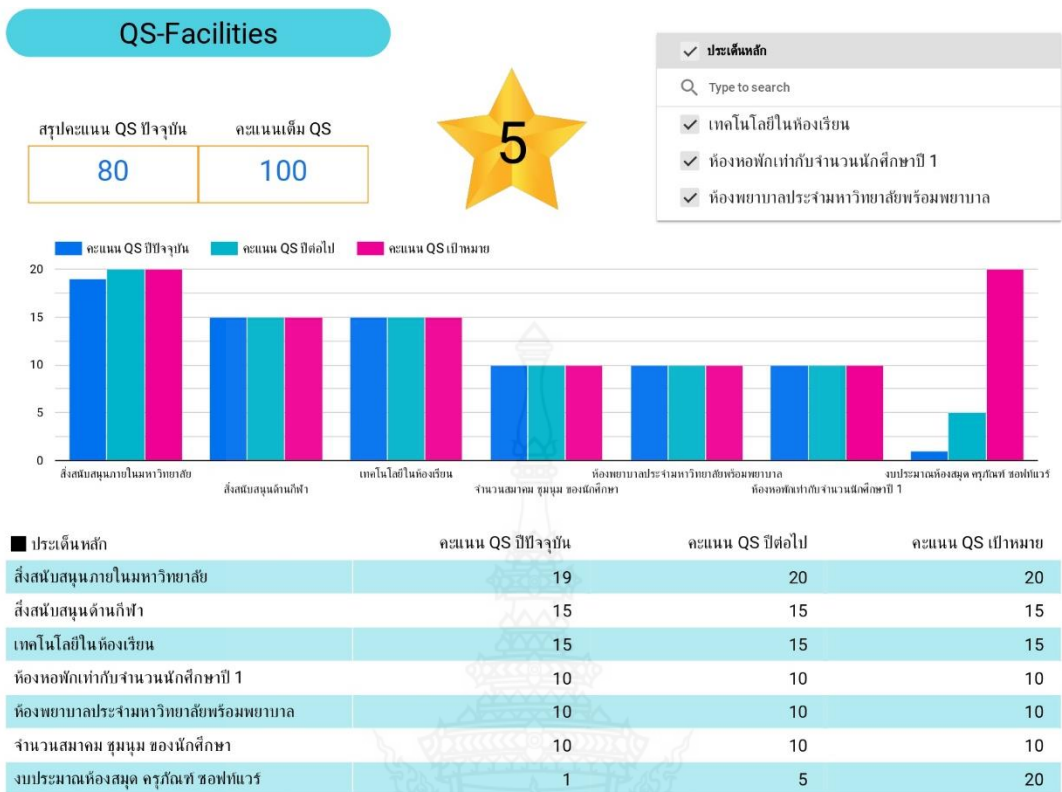 QS-Facilities
สรุปคะแนน QS ปัจจุบัน คะแนนเต็ม QS
80 100
5
ประเด็นหลัก
Type to search
เทคโนโลยีในห้องเรียน
ห้องหอพักเท่ากับจำนวนนักศึกษาปี 1
ห้องพยาบาลประจำมหาวิทยาลัยพร้อมพยาบาล
คะแนน QS ปีปัจจุบัน คะแนน QS ปีต่อไป คะแนน QS เป้าหมาย
20
15
10
5
0
สิ่งสนับสนุนภายในมหาวิทยาลัย เทคโนโลยีในห้องเรียน ห้องพยาบาลประจำมหาวิทยาลัยพร้อมพยาบาล งบประมาณห้องสมุด ครุภัณฑ์ ซอฟท์แวร์
สิ่งสนับสนุนด้านกีฬา จำนวนสมาคม ชุมนุม ของนักศึกษา ห้องหอพักเท่ากับจำนวนนักศึกษาปี 1
ประเด็นหลัก คะแนน QS ปีปัจจุบัน คะแนน QS ปีต่อไป คะแนน QS เป้าหมาย
สิ่งสนับสนุนภายในมหาวิทยาลัย 19 20 20
สิ่งสนับสนุนด้านกีฬา 15 15 15
เทคโนโลยีในห้องเรียน 15 15 15
ห้องหอพักเท่ากับจำนวนนักศึกษาปี 1 10 10 10
ห้องพยาบาลประจำมหาวิทยาลัยพร้อมพยาบาล 10 10 10
จำนวนสมาคม ชุมนุม ของนักศึกษา 10 10 10
งบประมาณห้องสมุด ครุภัณฑ์ ซอฟท์แวร์ 1 5 20